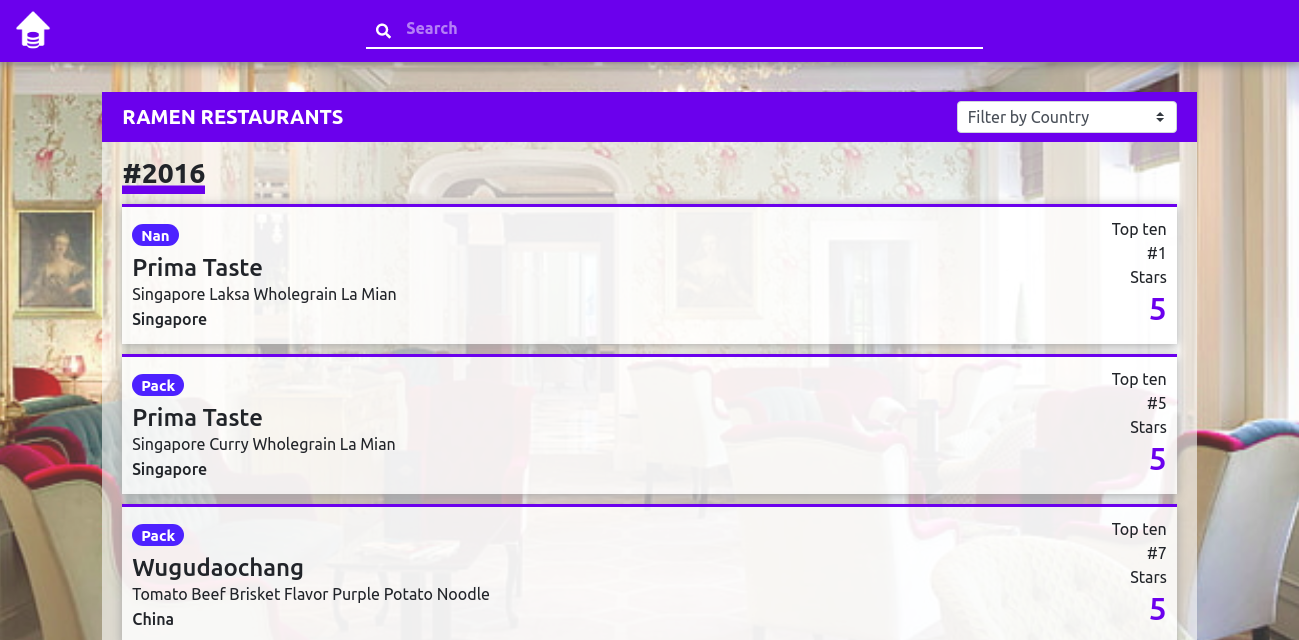 Search
RAMEN RESTAURANTS
Filter by Country
#2016
Nan
Prima Taste
Singapore Laksa Wholegrain La Mian
Singapore
Top ten
#1
Stars
5
Pack
Prima Taste
Singapore Curry Wholegrain La Mian
Singapore
Top ten
#5
Stars
5
Pack
Wugudaochang
Tomato Beef Brisket Flavor Purple Potato Noodle
China
Top ten
#7
Stars
5